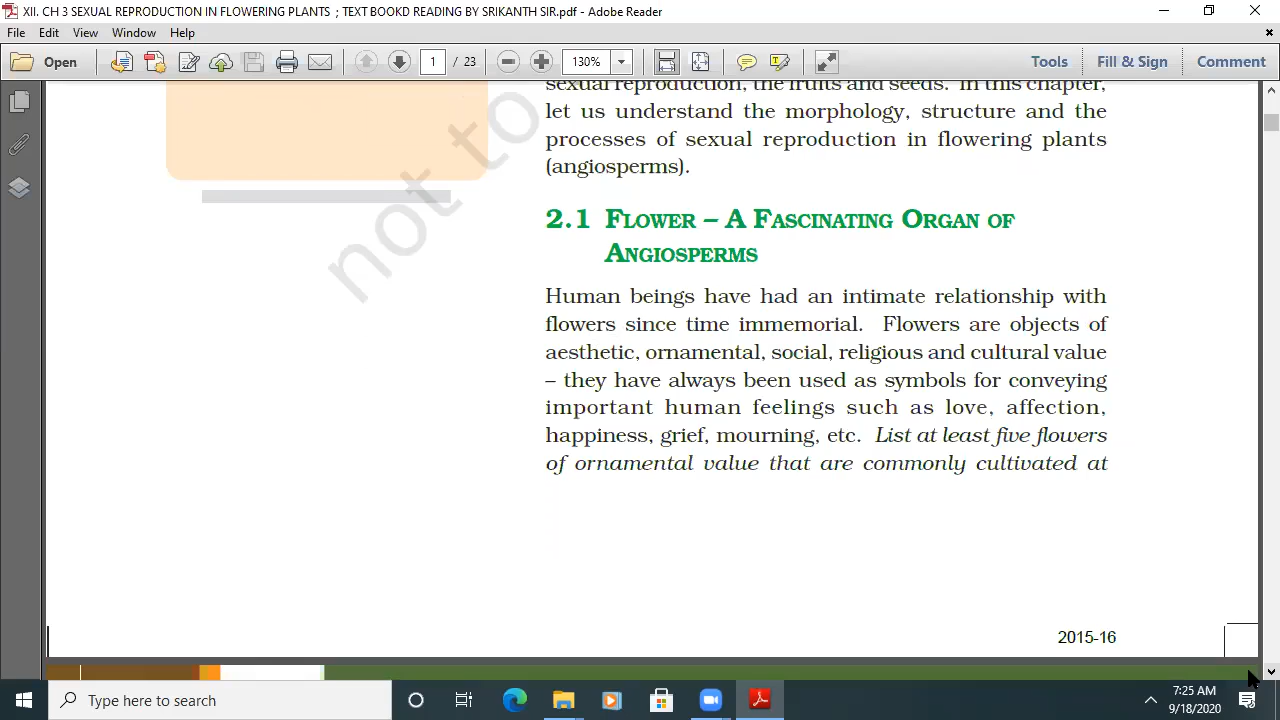 XII. CH 3 SEXUAL REPRODUCTION IN FLOWERING PLANTS ; TEXT BOOKD READING BY SRIKANTH SIR.pdf - Adobe Reader
File Edit View Window Help
Open 1 / 23 130% Tools Fill & Sign Comment
sexual reproduction, the fruits and seeds. In this chapter,
let us understand the morphology, structure and the
processes of sexual reproduction in flowering plants
(angiosperms).
not to
2.1 FLOWER – A FASCINATING ORGAN OF
ANGIOSPERMS
Human beings have had an intimate relationship with
flowers since time immemorial. Flowers are objects of
aesthetic, ornamental, social, religious and cultural value
– they have always been used as symbols for conveying
important human feelings such as love, affection,
happiness, grief, mourning, etc. List at least five flowers
of ornamental value that are commonly cultivated at
2015-16
Type here to search
7:25 AM
9/18/2020